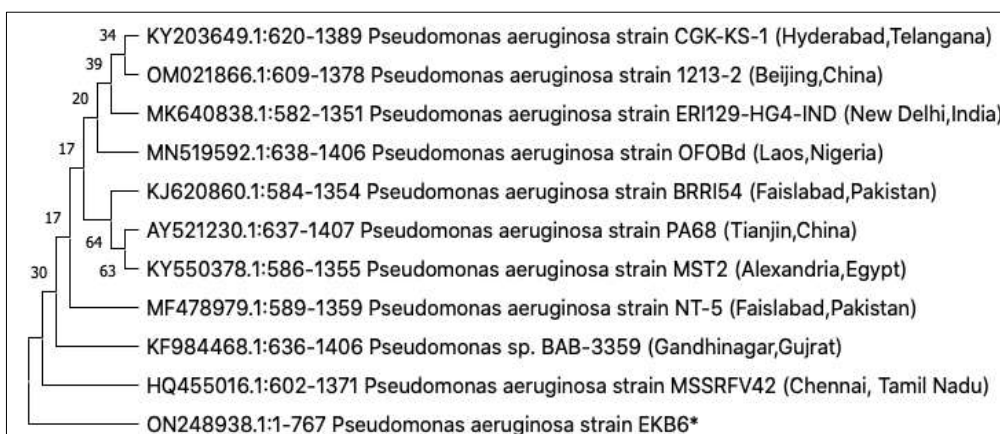 34
KY203649.1:620-1389 Pseudomonas aeruginosa strain CGK-KS-1 (Hyderabad,Telangana)
39
OM021866.1:609-1378 Pseudomonas aeruginosa strain 1213-2 (Beijing,China)
20
MK640838.1:582-1351 Pseudomonas aeruginosa strain ERI129-HG4-IND (New Delhi,India)
17
MN519592.1:638-1406 Pseudomonas aeruginosa strain OFOBd (Laos,Nigeria)
KJ620860.1:584-1354 Pseudomonas aeruginosa strain BRRI54 (Faislabad,Pakistan)
17
64
AY521230.1:637-1407 Pseudomonas aeruginosa strain PA68 (Tianjin,China)
63
KY550378.1:586-1355 Pseudomonas aeruginosa strain MST2 (Alexandria,Egypt)
30
MF478979.1:589-1359 Pseudomonas aeruginosa strain NT-5 (Faislabad,Pakistan)
KF984468.1:636-1406 Pseudomonas sp. BAB-3359 (Gandhinagar,Gujrat)
HQ455016.1:602-1371 Pseudomonas aeruginosa strain MSSRFV42 (Chennai, Tamil Nadu)
ON248938.1:1-767 Pseudomonas aeruginosa strain EKB6*